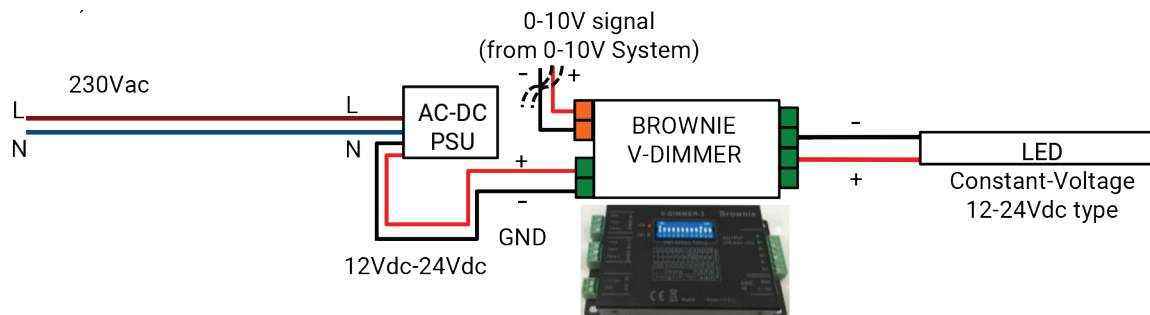 0-10V signal
(from 0-10V System)
- +
230Vac
L
L
N
N
AC-DC
PSU
BROWNIE
V-DIMMER
+
-
GND
12Vdc-24Vdc
-
+
LED
Constant-Voltage
12-24Vdc type
V-DIMMER-3 Brownie
OUTPUT